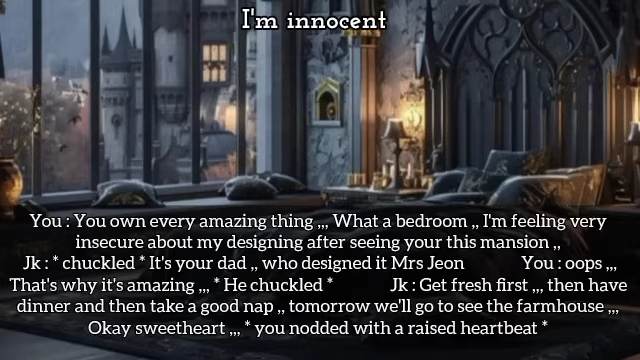 I'm innocent
You : You own every amazing thing ,,, What a bedroom ,, I'm feeling very
insecure about my designing after seeing your this mansion ,,
Jk : * chuckled * It's your dad ,, who designed it Mrs Jeon You : oops ,,,
That's why it's amazing ,,, * He chuckled * Jk : Get fresh first ,,, then have
dinner and then take a good nap ,, tomorrow we'll go to see the farmhouse ,,,
Okay sweetheart ,,, * you nodded with a raised heartbeat *